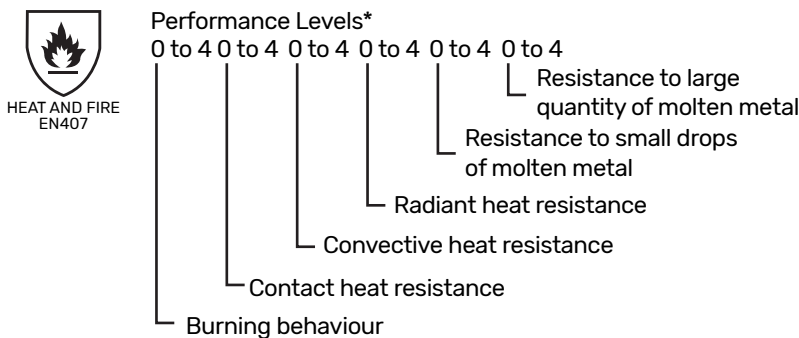 Performance Levels*
0 to 4 0 to 4 0 to 4 0 to 4 0 to 4 0 to 4
HEAT AND FIRE
EN407
Resistance to large
quantity of molten metal
Resistance to small drops
of molten metal
Radiant heat resistance
Convective heat resistance
Contact heat resistance
Burning behaviour